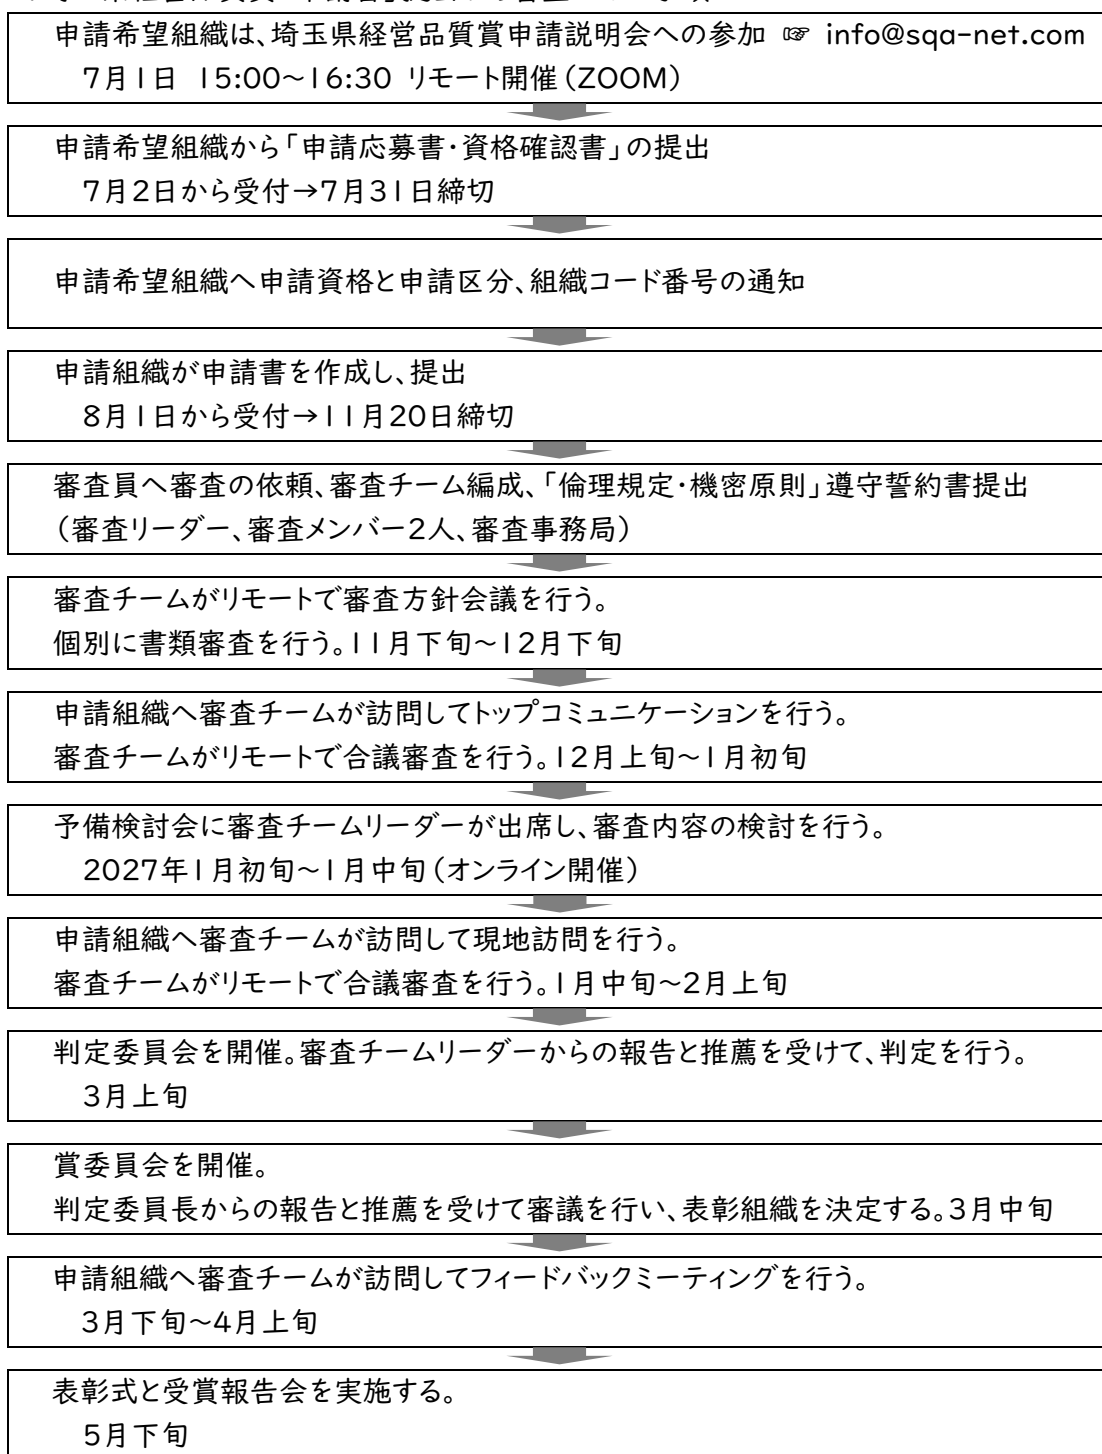 申請希望組織は、埼玉県経営品質賞申請説明会への参加 ☞ info@sqa-net.com
7月1日 15:00～16:30 リモート開催（ZOOM）
申請希望組織から「申請応募書・資格確認書」の提出
7月2日から受付→7月31日締切
申請希望組織へ申請資格と申請区分、組織コード番号の通知
申請組織が申請書を作成し、提出
8月1日から受付→11月20日締切
審査員へ審査の依頼、審査チーム編成、「倫理規定・機密原則」遵守誓約書提出
（審査リーダー、審査メンバー2人、審査事務局）
審査チームがリモートで審査方針会議を行う。
個別に書類審査を行う。11月下旬～12月下旬
申請組織へ審査チームが訪問してトップコミュニケーションを行う。
審査チームがリモートで合議審査を行う。12月上旬～1月初旬
予備検討会に審査チームリーダーが出席し、審査内容の検討を行う。
2027年1月初旬～1月中旬（オンライン開催）
申請組織へ審査チームが訪問して現地訪問を行う。
審査チームがリモートで合議審査を行う。1月中旬～2月上旬
判定委員会を開催。審査チームリーダーからの報告と推薦を受けて、判定を行う。
3月上旬
賞委員会を開催。
判定委員長からの報告と推薦を受けて審議を行い、表彰組織を決定する。3月中旬
申請組織へ審査チームが訪問してフィードバックミーティングを行う。
3月下旬～4月上旬
表彰式と受賞報告会を実施する。
5月下旬